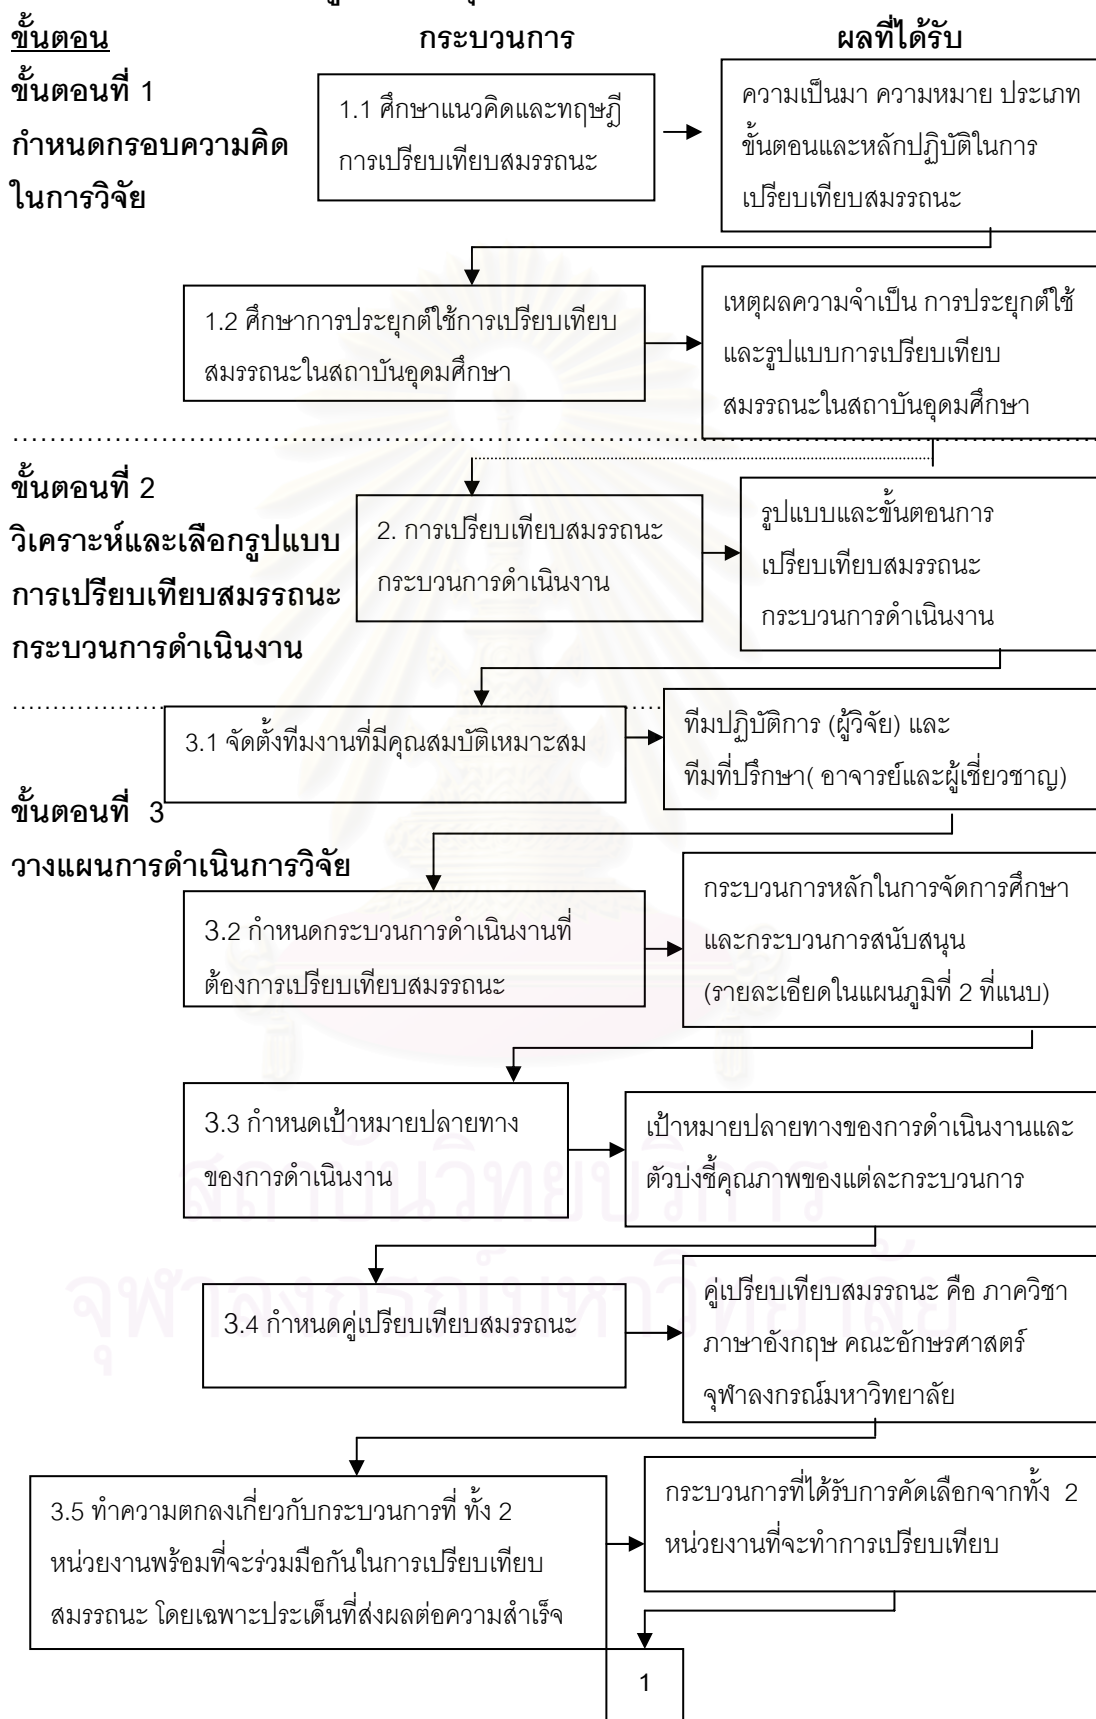 ขั้นตอน
กระบวนการ
ผลที่ได้รับ
ขั้นตอนที่ 1
กำหนดกรอบความคิด
ในการวิจัย
1.1 ศึกษาแนวคิดและทฤษฎี
การเปรียบเทียบสมรรถนะ
ความเป็นมา ความหมาย ประเภท
ขั้นตอนและหลักปฏิบัติในการ
เปรียบเทียบสมรรถนะ
1.2 ศึกษาการประยุกต์ใช้การเปรียบเทียบ
สมรรถนะในสถาบันอุดมศึกษา
เหตุผลความจำเป็น การประยุกต์ใช้
และรูปแบบการเปรียบเทียบ
สมรรถนะในสถาบันอุดมศึกษา
ขั้นตอนที่ 2
วิเคราะห์และเลือกรูปแบบ
การเปรียบเทียบสมรรถนะ
กระบวนการดำเนินงาน
2. การเปรียบเทียบสมรรถนะ
กระบวนการดำเนินงาน
รูปแบบและขั้นตอนการ
เปรียบเทียบสมรรถนะ
กระบวนการดำเนินงาน
3.1 จัดตั้งทีมงานที่มีคุณสมบัติเหมาะสม
ทีมปฏิบัติการ (ผู้วิจัย) และ
ทีมที่ปรึกษา( อาจารย์และผู้เชี่ยวชาญ)
ขั้นตอนที่ 3
วางแผนการดำเนินการวิจัย
3.2 กำหนดกระบวนการดำเนินงานที่
ต้องการเปรียบเทียบสมรรถนะ
กระบวนการหลักในการจัดการศึกษา
และกระบวนการสนับสนุน
(รายละเอียดในแผนภูมิที่ 2 ที่แนบ)
3.3 กำหนดเป้าหมายปลายทาง
ของการดำเนินงาน
เป้าหมายปลายทางของการดำเนินงานและ
ตัวบ่งชี้คุณภาพของแต่ละกระบวนการ
สถาบันวิทยบริการ
จุฬาลงกรณ์มหาวิทยาลัย
3.4 กำหนดคู่เปรียบเทียบสมรรถนะ
คู่เปรียบเทียบสมรรถนะ คือ ภาควิชา
ภาษาอังกฤษ คณะอักษรศาสตร์
จุฬาลงกรณ์มหาวิทยาลัย
3.5 ทำความตกลงเกี่ยวกับกระบวนการที่ ทั้ง 2
หน่วยงานพร้อมที่จะร่วมมือกันในการเปรียบเทียบ
สมรรถนะ โดยเฉพาะประเด็นที่ส่งผลต่อความสำเร็จ
กระบวนการที่ได้รับการคัดเลือกจากทั้ง 2
หน่วยงานที่จะทำการเปรียบเทียบ
1